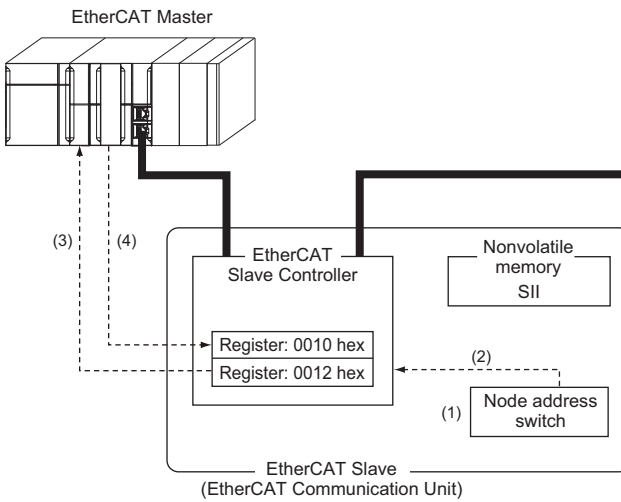 EtherCAT Master
(3)
(4)
EtherCAT
Slave Controller
Nonvolatile
memory
SII
Register: 0010 hex
Register: 0012 hex
(2)
(1)
Node address
switch
EtherCAT Slave
(EtherCAT Communication Unit)